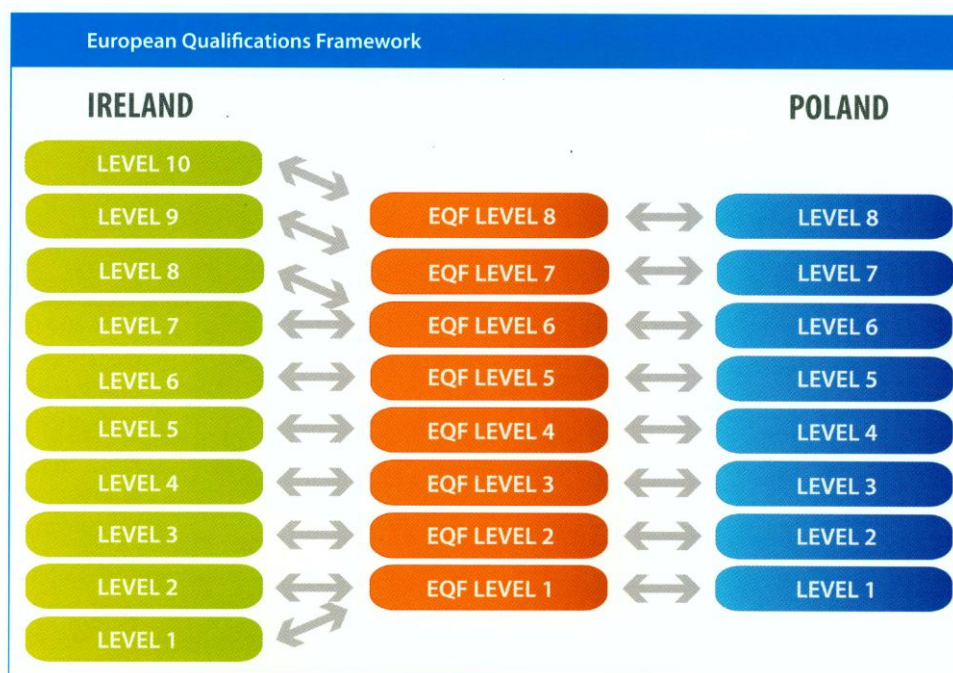 European Qualifications Framework
IRELAND
POLAND
LEVEL 10
LEVEL 9
EQF LEVEL 8
LEVEL 8
LEVEL 8
EQF LEVEL 7
LEVEL 7
LEVEL 7
EQF LEVEL 6
LEVEL 6
LEVEL 6
EQF LEVEL 5
LEVEL 5
LEVEL 5
EQF LEVEL 4
LEVEL 4
LEVEL 4
EQF LEVEL 3
LEVEL 3
LEVEL 3
EQF LEVEL 2
LEVEL 2
LEVEL 2
EQF LEVEL 1
LEVEL 1
LEVEL 1